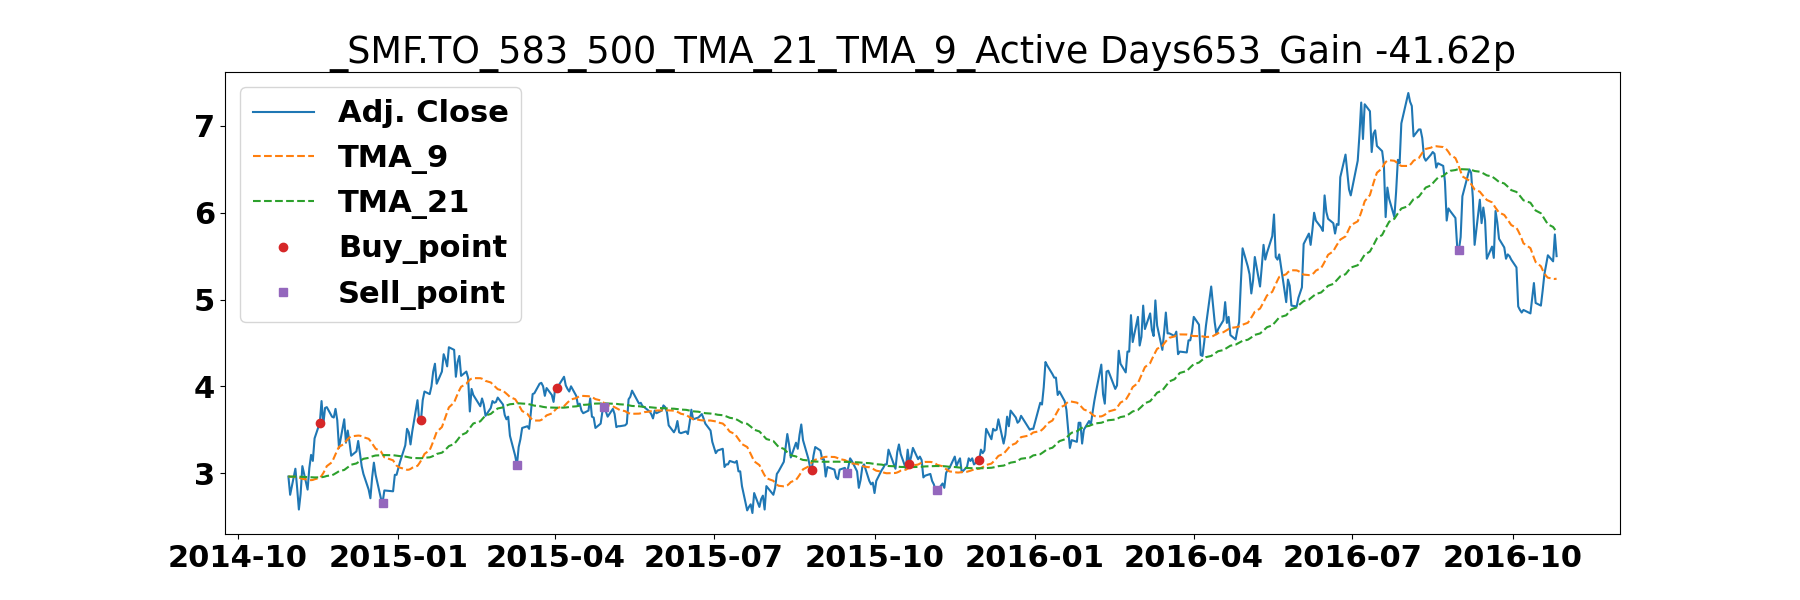 _SMF.TO_583_500_TMA_21_TMA_9_Active Days653_Gain -41.62p
Adj. Close
TMA_9
TMA_21
Buy_point
Sell_point
7
6
5
4
3
2014-10 2015-01 2015-04 2015-07 2015-10 2016-01 2016-04 2016-07 2016-10